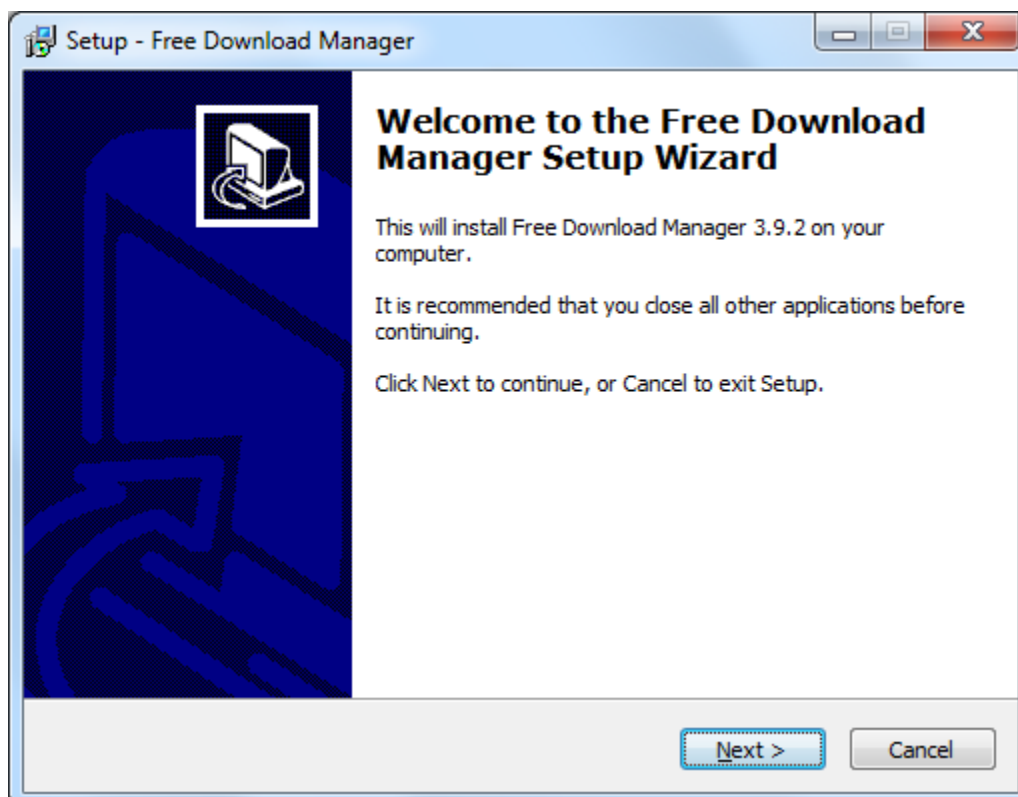 Setup - Free Download Manager
Welcome to the Free Download
Manager Setup Wizard
This will install Free Download Manager 3.9.2 on your
computer.
It is recommended that you close all other applications before
continuing.
Click Next to continue, or Cancel to exit Setup.
Next >
Cancel